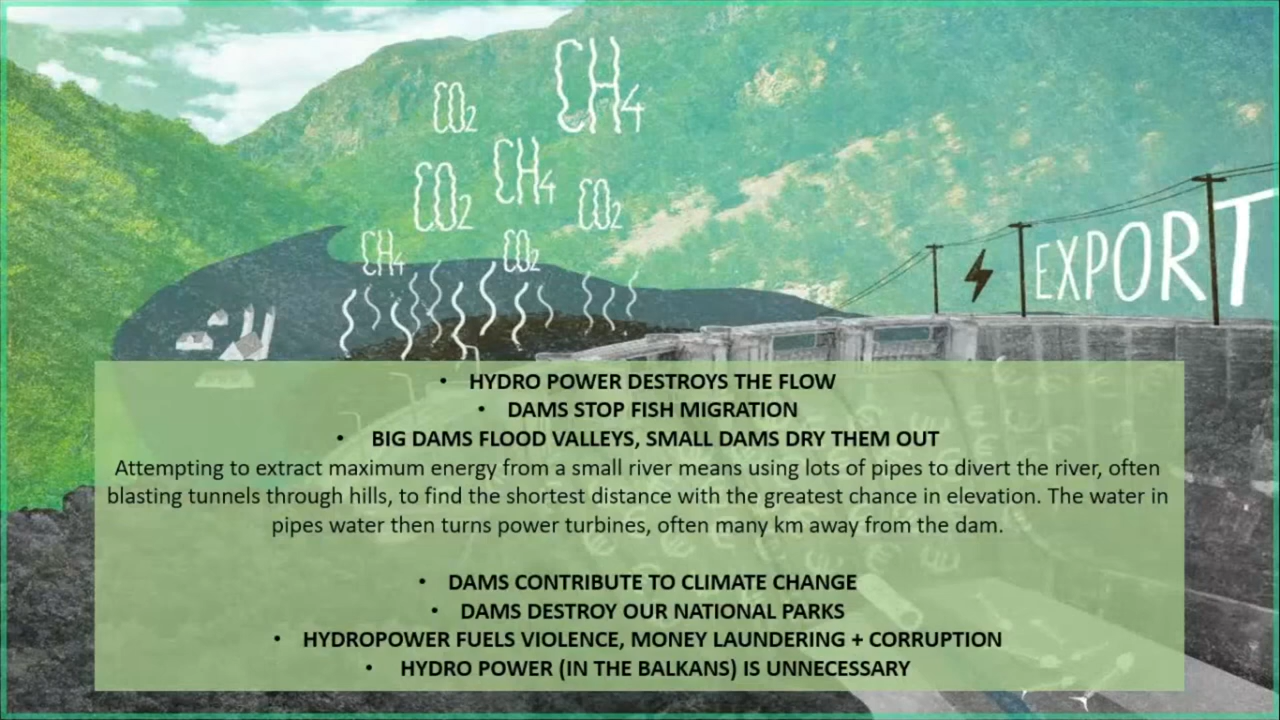 CH4
CO2
CH4
CO2
CO2
CH4
CO2
EXPORT
• HYDRO POWER DESTROYS THE FLOW
• DAMS STOP FISH MIGRATION
• BIG DAMS FLOOD VALLEYS, SMALL DAMS DRY THEM OUT
Attempting to extract maximum energy from a small river means using lots of pipes to divert the river, often
blasting tunnels through hills, to find the shortest distance with the greatest chance in elevation. The water in
pipes water then turns power turbines, often many km away from the dam.
• DAMS CONTRIBUTE TO CLIMATE CHANGE
• DAMS DESTROY OUR NATIONAL PARKS
• HYDROPOWER FUELS VIOLENCE, MONEY LAUNDERING + CORRUPTION
• HYDRO POWER (IN THE BALKANS) IS UNNECESSARY